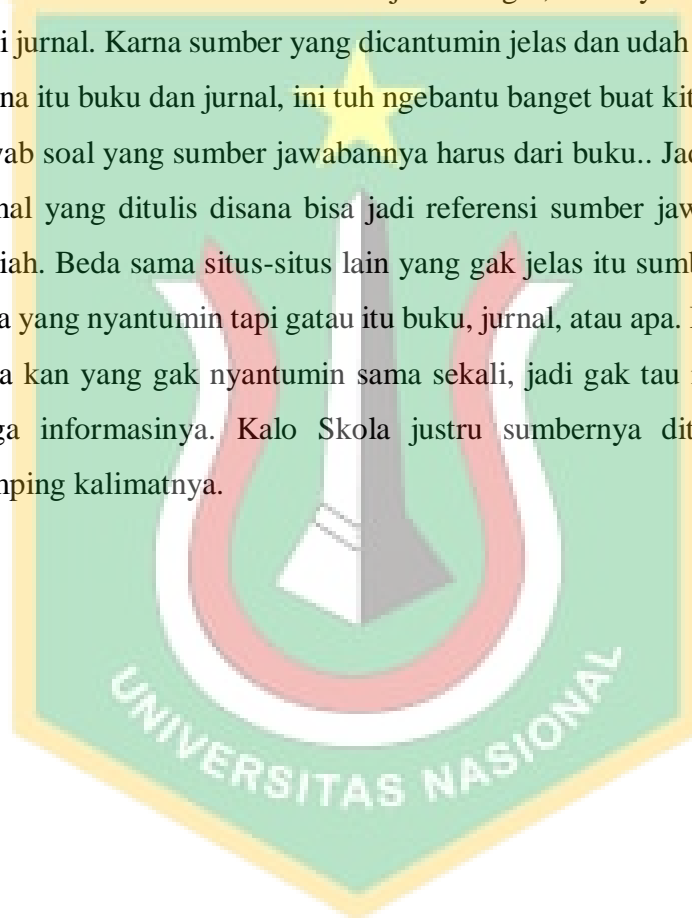 i jurnal. Karna sumber yang dicantumin jelas dan udah
na itu buku dan jurnal, ini tuh ngebantu banget buat kit
vab soal yang sumber jawabannya harus dari buku.. Jad
nal yang ditulis disana bisa jadi referensi sumber jaw
iah. Beda sama situs-situs lain yang gak jelas itu sumb
a yang nyantumin tapi gatau itu buku, jurnal, atau apa.
a kan yang gak nyantumin sama sekali, jadi gak tau
ga informasinya. Kalo Skola justru sumbernya dit
nping kalimatnya.
UNIVERSITAS NASIONAL